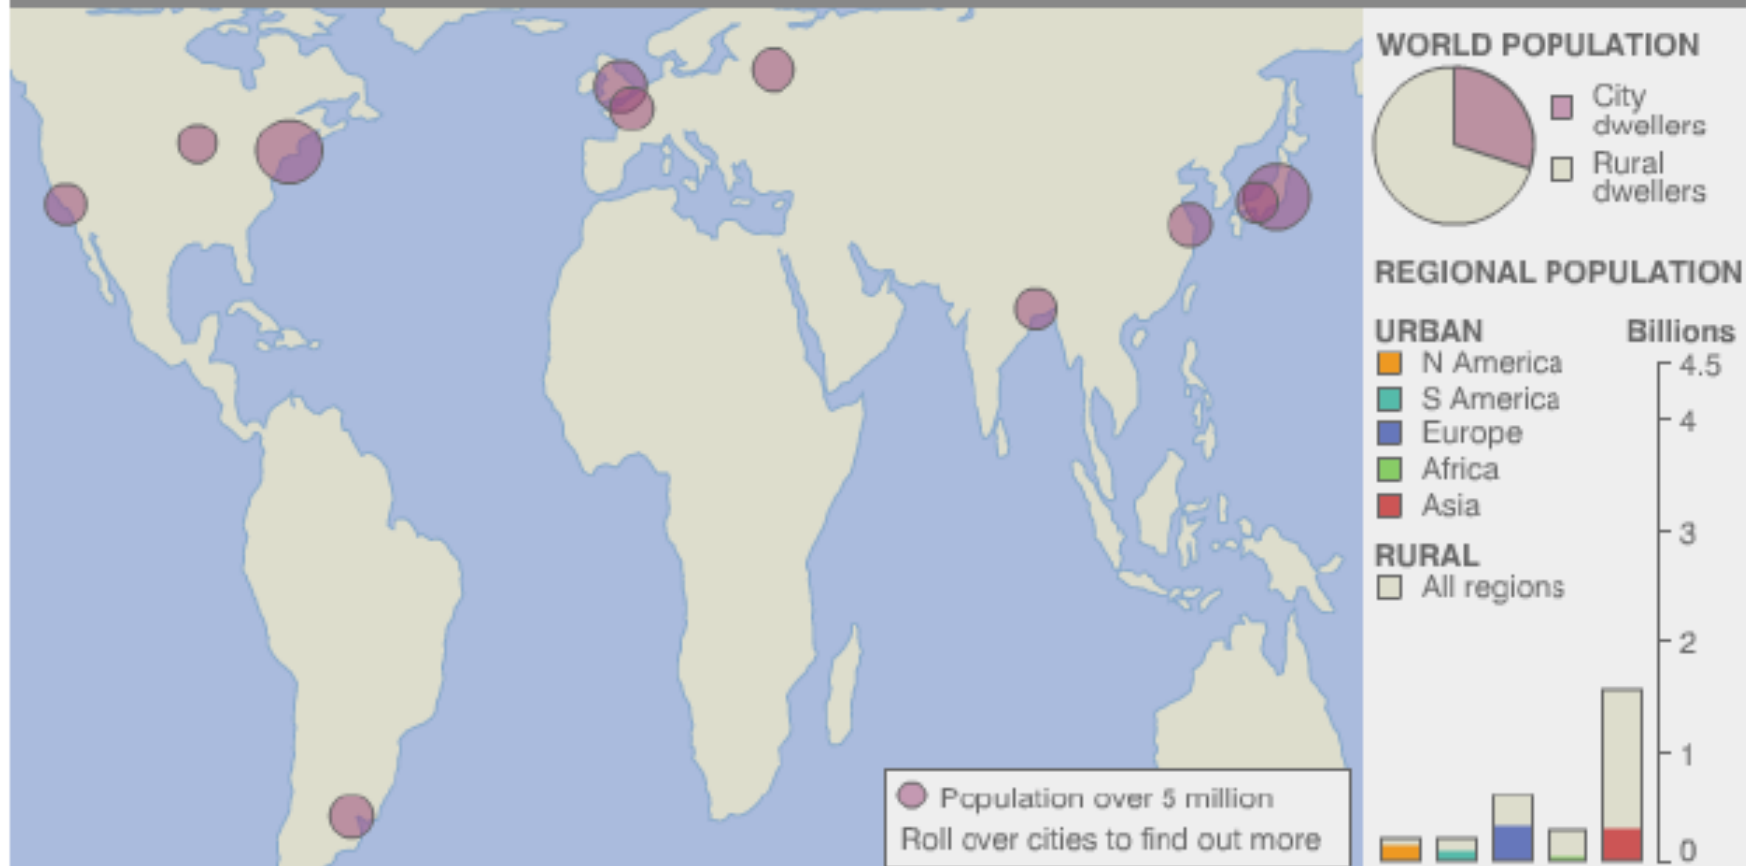 WORLD POPULATION
City
dwellers
Rural
dwellers
REGIONAL POPULATION
URBAN
Billions
N America
S America
Europe
Africa
Asia
RURAL
All regions
4.5
4
3
2
1
0
Population over 5 million
Roll over cities to find out more